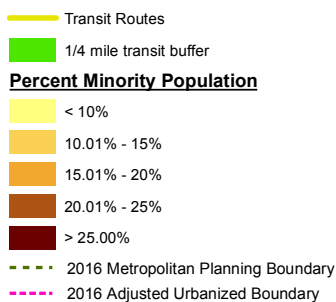 Transit Routes
1/4 mile transit buffer
Percent Minority Population
< 10%
10.01% - 15%
15.01% - 20%
20.01% - 25%
> 25.00%
2016 Metropolitan Planning Boundary
2016 Adjusted Urbanized Boundary